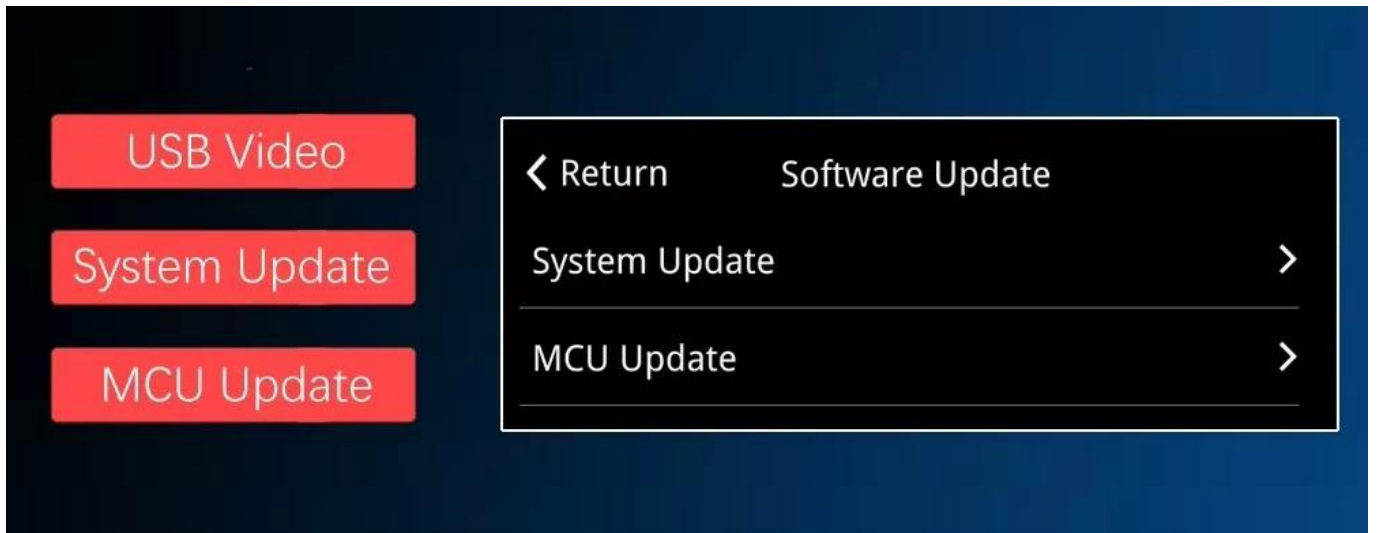 USB Video
System Update
MCU Update
Return
Software Update
System Update
MCU Update